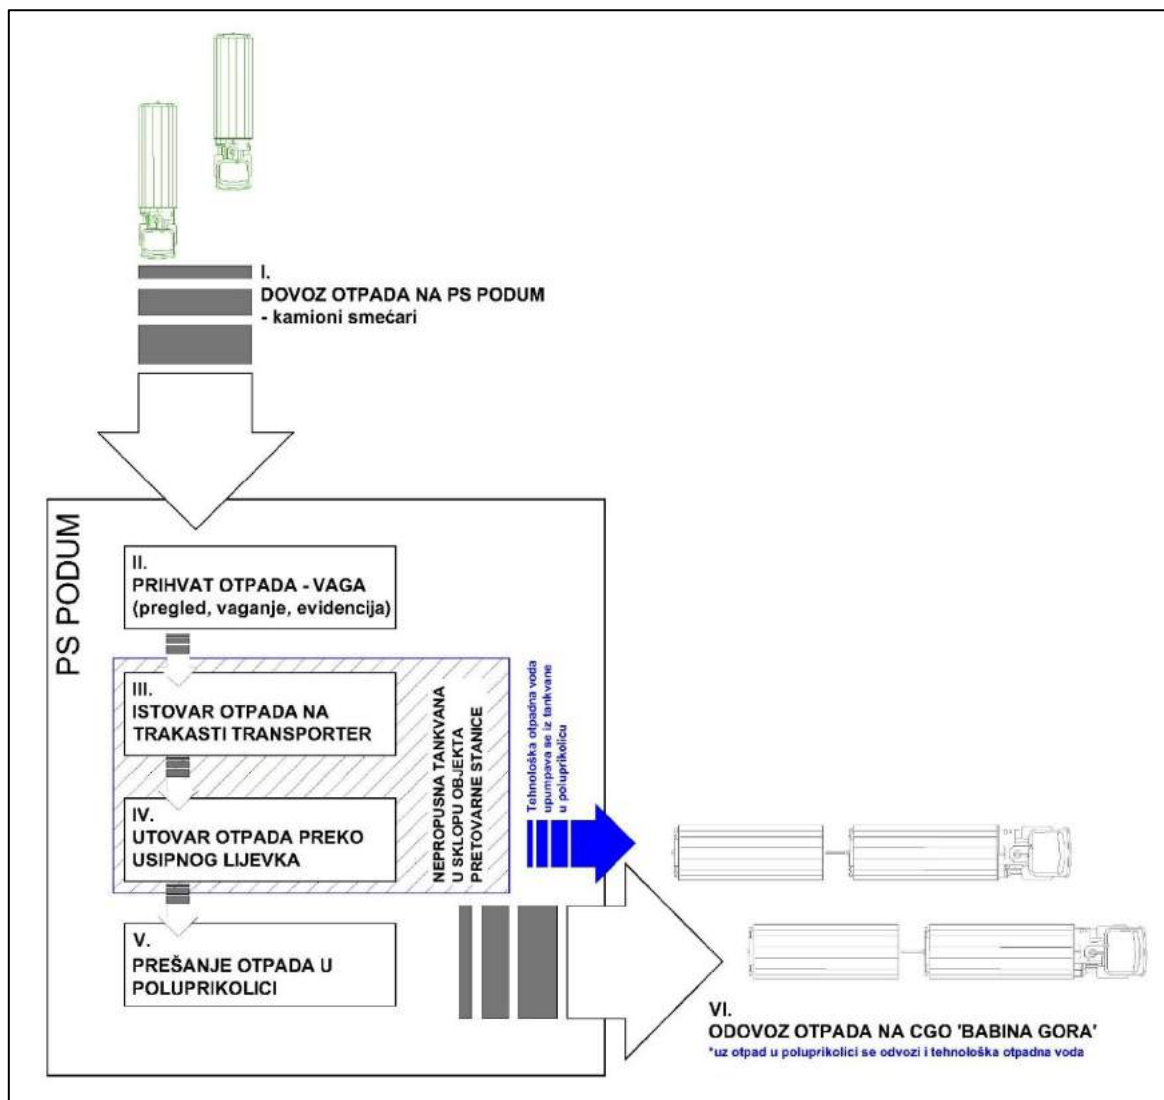 I.
DOVOZ OTPADA NA PS PODUM
- kamioni smećari
PS PODUM
II.
PRIHVAT OTPADA - VAGA
(pregled, vaganje, evidencija)
III.
ISTOVAR OTPADA NA
TRAKASTI TRANSPORTER
IV.
UTOVAR OTPADA PREKO
USIPNOG LIJEVKA
NEPROPUSNA TANKVANA
U SKLOPU OBJEKTA
PRETOVARNE STANICE
Tehnološka otpadna voda
upumpava se iz tankvane
u poluprikolicu
V.
PREŠANJE OTPADA U
POLUPRIKOLICI
VI.
ODOVOZ OTPADA NA CGO 'BABINA GORA'
*uz otpad u poluprikolici se odvozi i tehnološka otpadna voda